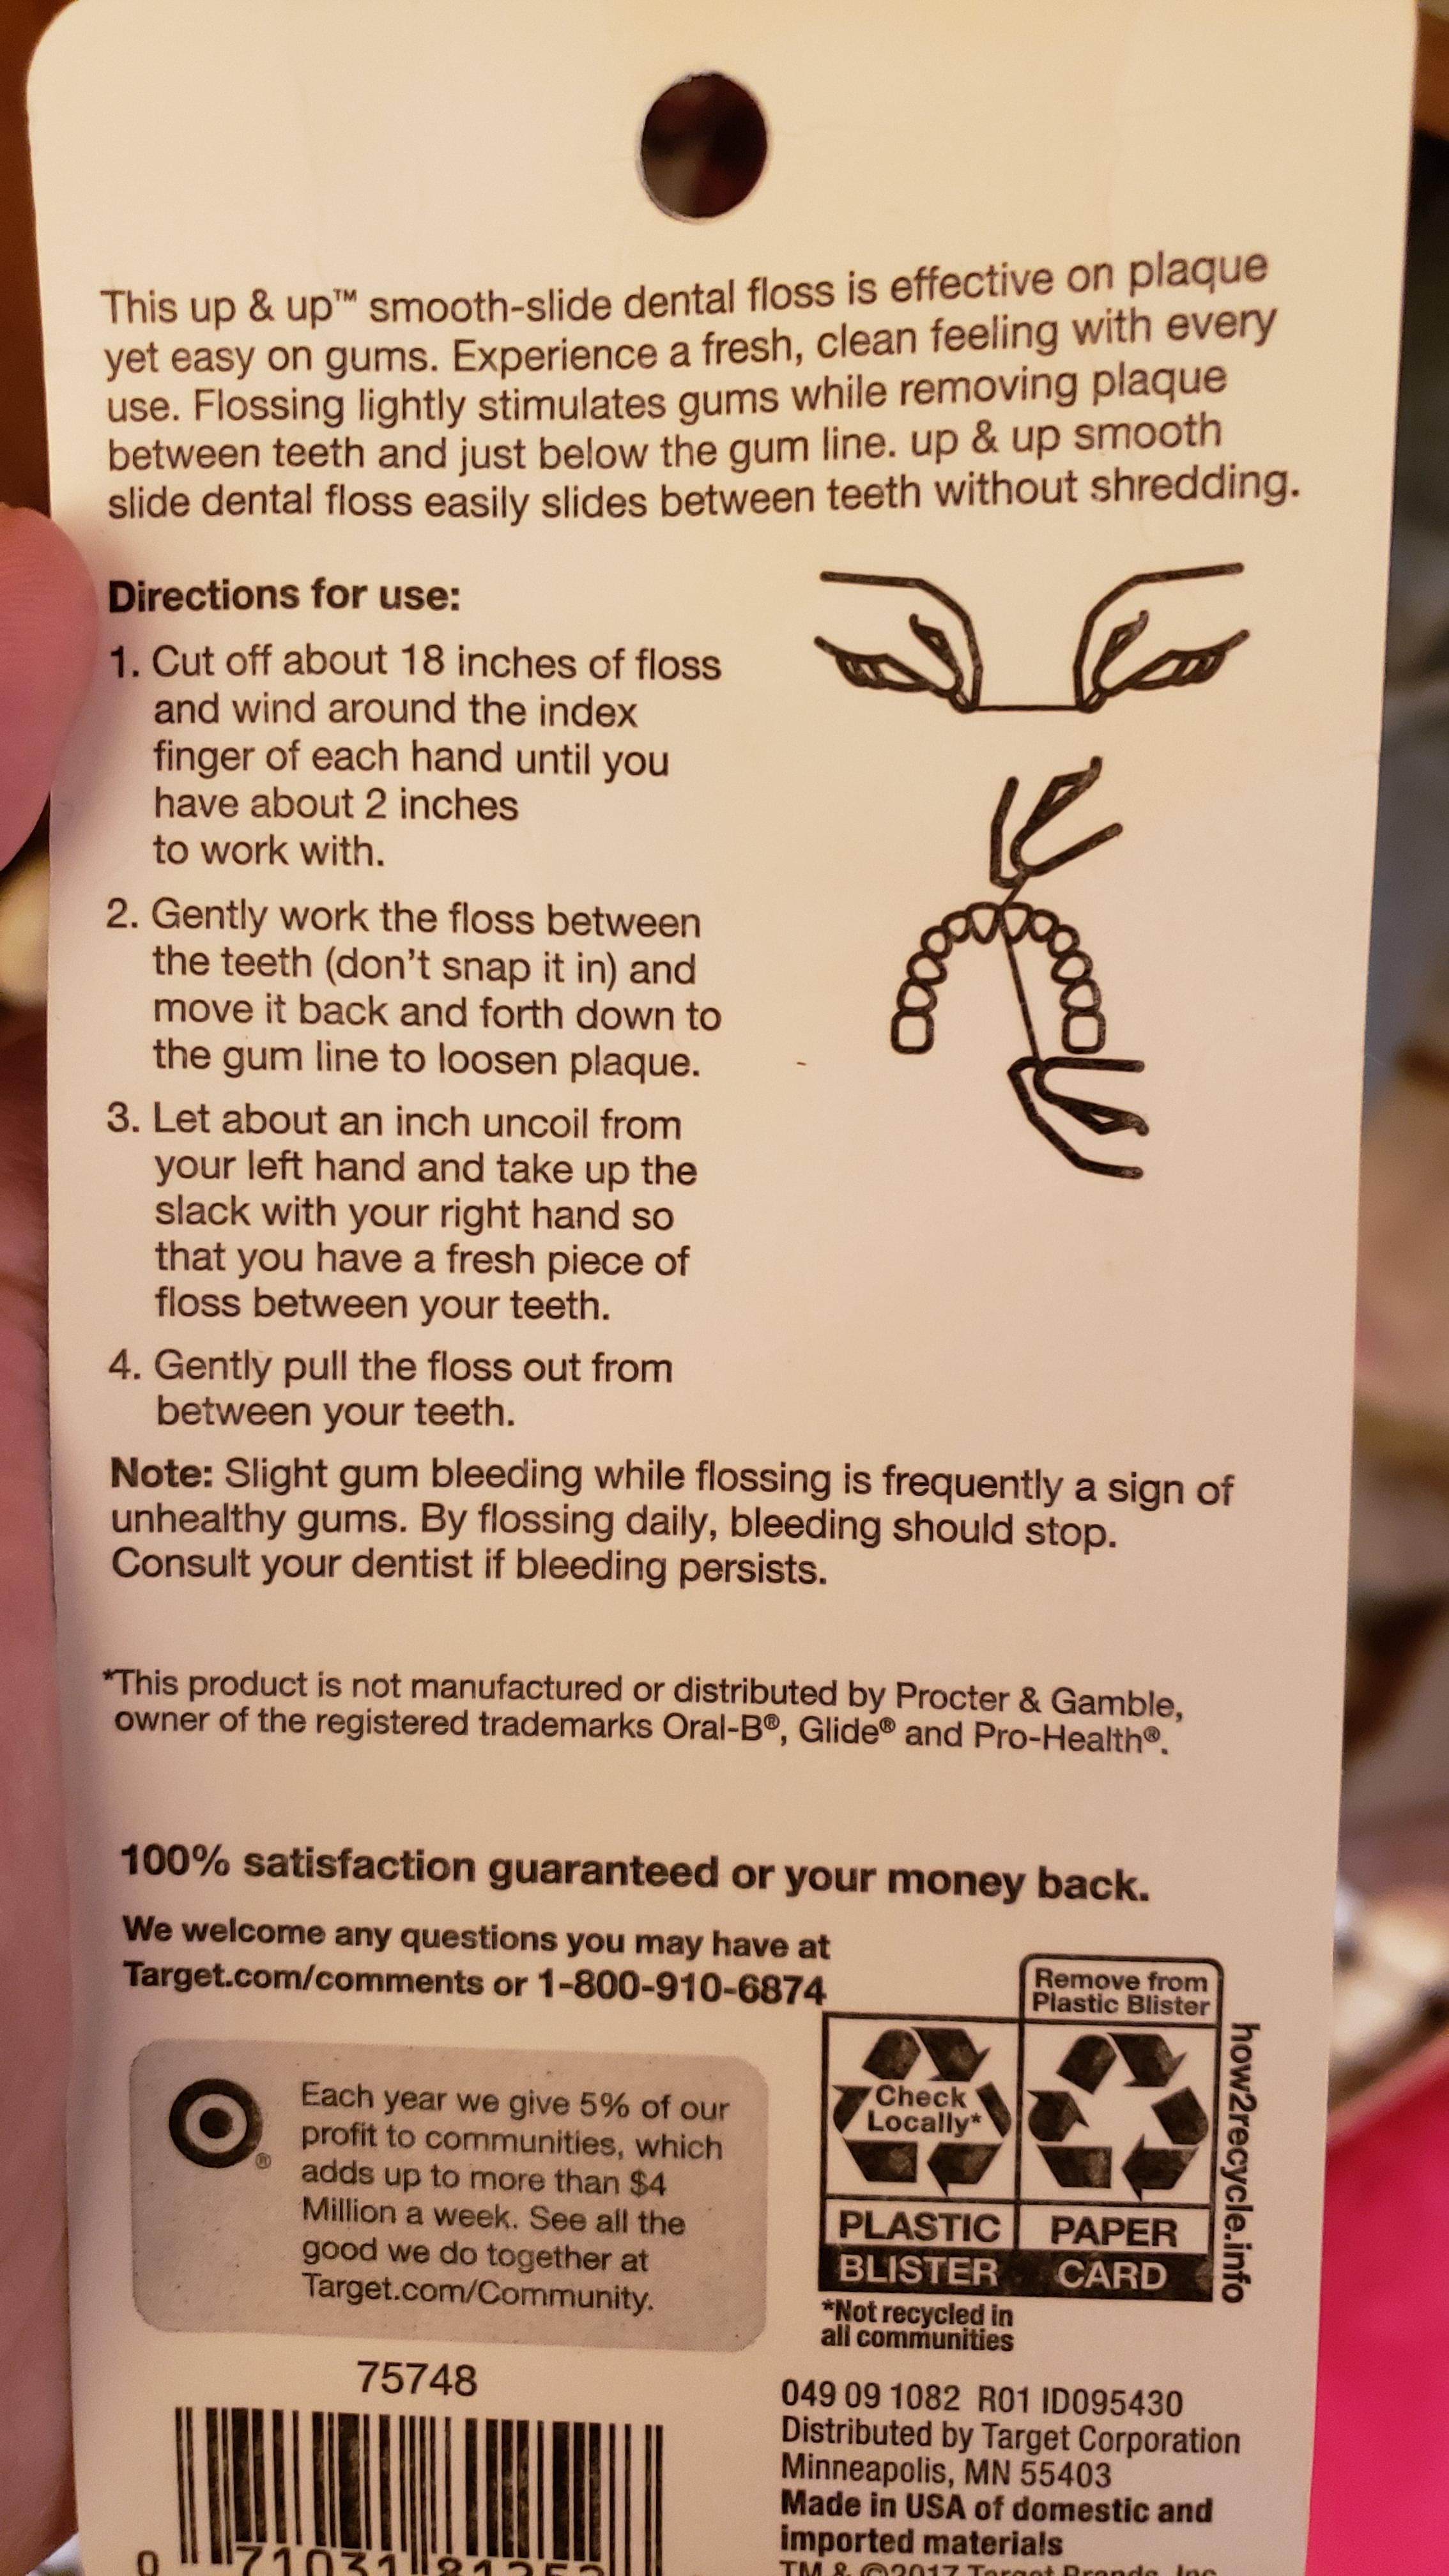 This up & up™ smooth-slide dental floss is effective on plaque
yet easy on gums. Experience a fresh, clean feeling with every
use. Flossing lightly stimulates gums while removing plaque
between teeth and just below the gum line. up & up smooth
slide dental floss easily slides between teeth without shredding.
Directions for use:
1. Cut off about 18 inches of floss
and wind around the index
finger of each hand until you
have about 2 inches
to work with.
2. Gently work the floss between
the teeth (don't snap it in) and
move it back and forth down to
the gum line to loosen plaque.
3. Let about an inch uncoil from
your left hand and take up the
slack with your right hand so
that you have a fresh piece of
floss between your teeth.
4. Gently pull the floss out from
between your teeth.
Note: Slight gum bleeding while flossing is frequently a sign of
unhealthy gums. By flossing daily, bleeding should stop.
Consult your dentist if bleeding persists.
*This product is not manufactured or distributed by Procter & Gamble,
owner of the registered trademarks Oral-B®, Glide® and Pro-Health®.
100% satisfaction guaranteed or your money back.
We welcome any questions you may have at
Target.com/comments or 1-800-910-6874
®
Each year we give 5% of our
profit to communities, which
adds up to more than $4
Million a week. See all the
good we do together at
Target.com/Community.
Remove from
Plastic Blister
Check
Locally*
PLASTIC
BLISTER
PAPER
CARD
how2recycle.info
*Not recycled in
all communities
75748
0 71031 81252
049 09 1082 R01 ID095430
Distributed by Target Corporation
Minneapolis, MN 55403
Made in USA of domestic and
imported materials
TM & ©2017 Target Brands, Inc.